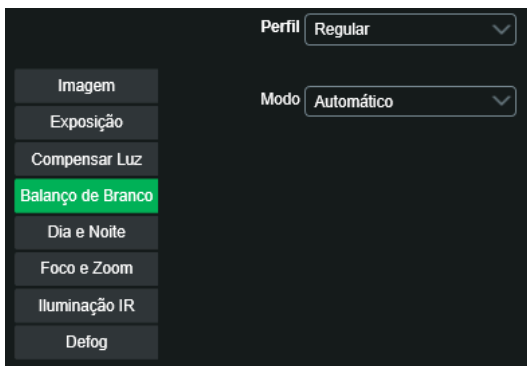 Perfil Regular
Imagem
Modo Automático
Exposição
Compensar Luz
Balanço de Branco
Dia e Noite
Foco e Zoom
Iluminação IR
Defog